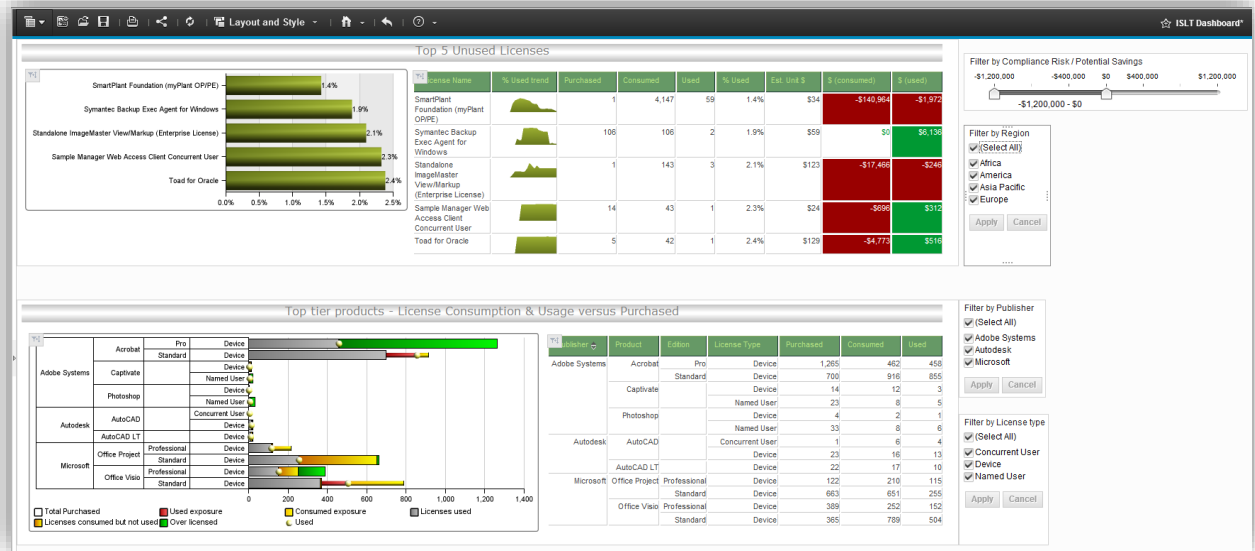 Layout and Style
ISLT Dashboard*
Top 5 Unused Licenses
SmartPlant Foundation (myPlant OP/PE)
1.4%
Symantec Backup Exec Agent for Windows
1.9%
Standalone ImageMaster View/Markup (Enterprise License)
2.1%
Sample Manager Web Access Client Concurrent User
2.3%
Toad for Oracle
2.4%
0.0% 0.5% 1.0% 1.5% 2.0% 2.5%
License Name % Used trend Purchased Consumed Used % Used Est. Unit $ $ (consumed) $ (used)
SmartPlant 1 4,147 59 1.4% $34 -$140,964 -$1,972
Foundation (myPlant
OP/PE)
Symantec Backup 106 106 2 1.9% $59 $0 $6,136
Exec Agent for
Windows
Standalone 1 143 3 2.1% $123 -$17,466 -$246
ImageMaster
View/Markup
(Enterprise License)
Sample Manager Web 14 43 1 2.3% $24 -$696 $312
Access Client
Concurrent User
Toad for Oracle 5 42 1 2.4% $129 -$4,773 $516
Filter by Compliance Risk / Potential Savings
-$1,200,000 -$400,000 $400,000 $1,200,000
-$1,200,000 - $0
Filter by Region
(Select All)
Africa
America
Asia Pacific
Europe
Apply Cancel
Top tier products - License Consumption & Usage versus Purchased
Adobe Systems Acrobat Pro Device
Standard Device
Captivate Device
Named User
Photoshop Device
Named User
Autodesk AutoCAD Concurrent User
Device
AutoCAD LT Device
Microsoft Office Project Professional Device
Standard Device
Office Visio Professional Device
Standard Device
0 200 400 600 800 1,000 1,200 1,400
Total Purchased Used exposure Consumed exposure Licenses used
Licenses consumed but not used Over licensed Used
Publisher Product Edition License Type Purchased Consumed Used
Adobe Systems Acrobat Pro Device 1,265 462 458
Standard Device 700 916 855
Captivate Device 14 12 3
Named User 23 8 5
Photoshop Device 4 2 1
Named User 33 8 6
Autodesk AutoCAD Concurrent User 1 6 4
Device 23 16 13
AutoCAD LT Device 22 17 10
Microsoft Office Project Professional Device 122 210 115
Standard Device 663 651 255
Office Visio Professional Device 389 252 152
Standard Device 365 789 504
Filter by Publisher
(Select All)
Adobe Systems
Autodesk
Microsoft
Apply Cancel
Filter by License type
(Select All)
Concurrent User
Device
Named User
Apply Cancel